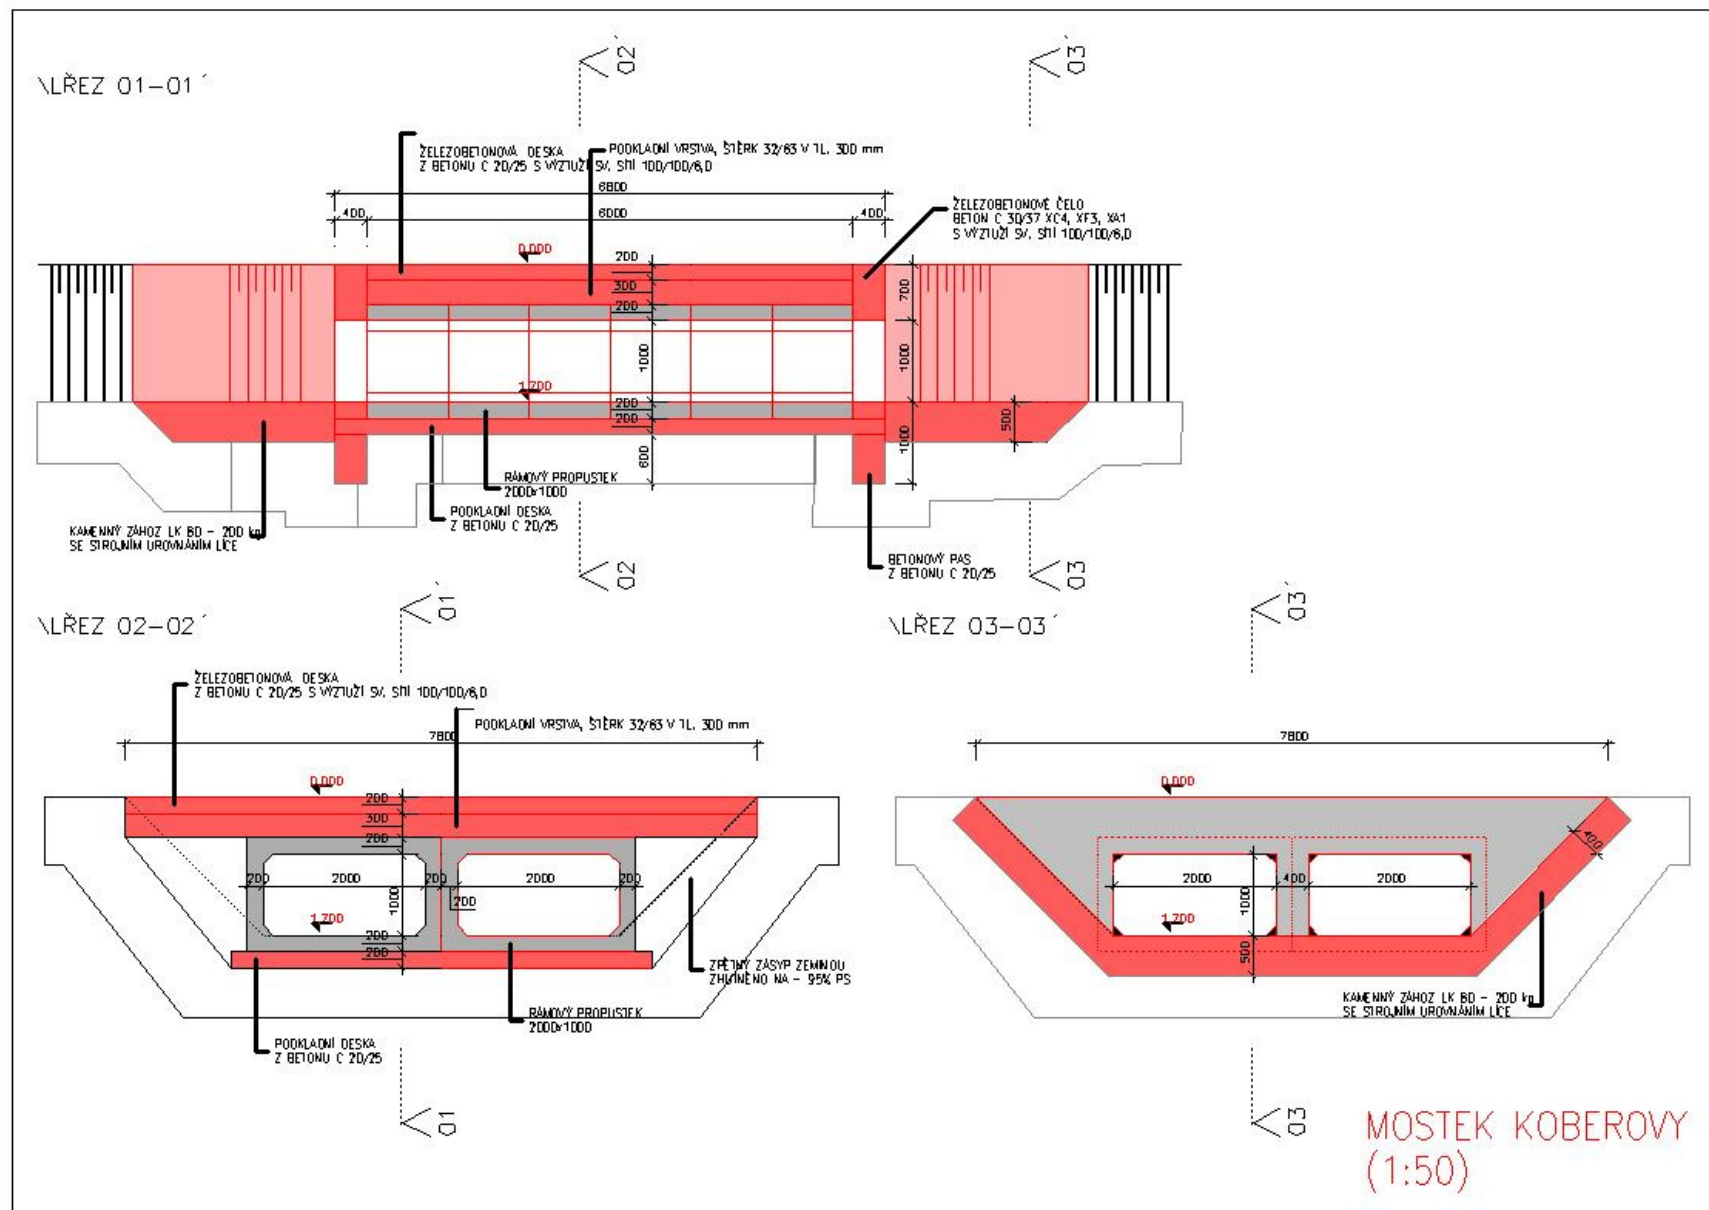 \LŘEZ 01-01´
02´
03´
ŽELEZOBETONOVÁ DESKA
Z BETONU C 20/25 S VÝZTUŽÍ SV. SÍTÍ 100/100/6,0
PODKLADNÍ VRSTVA, ŠTĚRK 32/63 V TL. 300 mm
6800
400
6000
400
ŽELEZOBETONOVÉ ČELO
BETON C 30/37 XC4, XF3, XA1
S VÝZTUŽÍ SV. SÍTÍ 100/100/6,0
0.000
200
300
200
700
1000
1000
1.700
200
200
500
1000
600
RÁMOVÝ PROPUSTEK
2000x1000
PODKLADNÍ DESKA
Z BETONU C 20/25
KAMENNÝ ZÁHOZ LK 80 - 200 kg
SE STROJNÍM UROVNÁNÍM LÍCE
BETONOVÝ PAS
Z BETONU C 20/25
02
03
\LŘEZ 02-02´
01´
ŽELEZOBETONOVÁ DESKA
Z BETONU C 20/25 S VÝZTUŽÍ SV. SÍTÍ 100/100/6,0
PODKLADNÍ VRSTVA, ŠTĚRK 32/63 V TL. 300 mm
7800
0.000
200
300
200
200
2000
200
2000
200
1000
200
1.700
200
200
ZPĚTNÝ ZÁSYP ZEMINOU
ZHUTNĚNO NA - 95% PS
RÁMOVÝ PROPUSTEK
2000x1000
PODKLADNÍ DESKA
Z BETONU C 20/25
01
\LŘEZ 03-03´
03´
7800
0.000
400
2000
400
2000
1000
1.700
500
KAMENNÝ ZÁHOZ LK 80 - 200 kg
SE STROJNÍM UROVNÁNÍM LÍCE
03
MOSTEK KOBEROVY
(1:50)